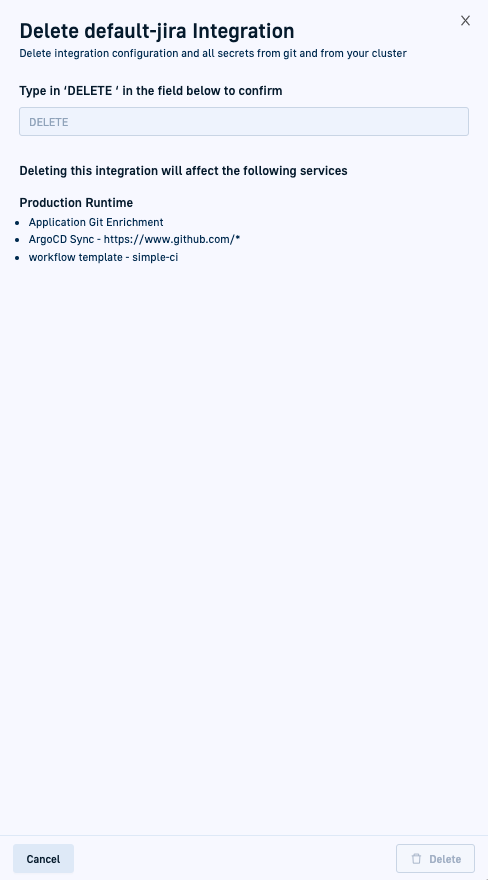 Delete default-jira Integration
Delete integration configuration and all secrets from git and from your cluster
Type in ‘DELETE ‘ in the field below to confirm
DELETE
Deleting this integration will affect the following services
Production Runtime
• Application Git Enrichment
• ArgoCD Sync - https://www.github.com/*
• workflow template - simple-ci
Cancel
Delete